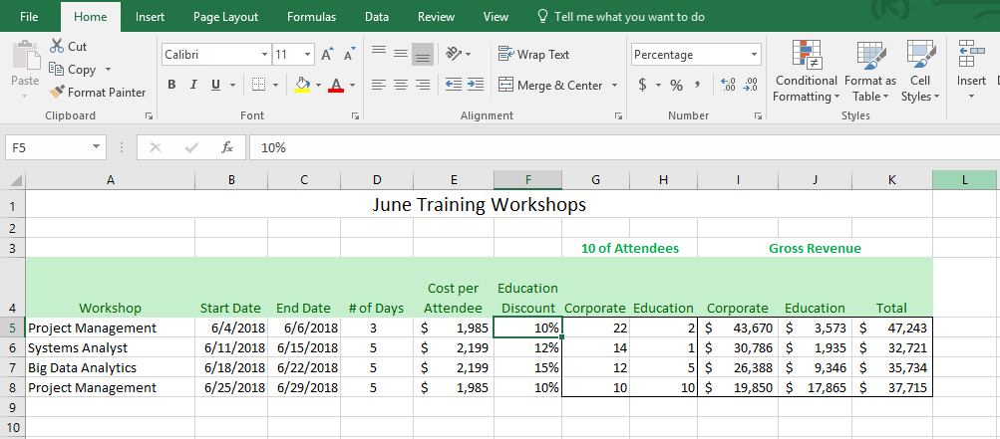 File Home Insert Page Layout Formulas Data Review View Tell me what you want to do
Cut
Copy
Format Painter
Paste
Clipboard
Calibri 11
B I U A
Font
Wrap Text
Merge & Center
Alignment
Percentage
$ % , .00 .0 .00 .0
Number
Conditional Formatting
Format as Table
Cell Styles
Styles
Insert
F5 fx 10%
A B C D E F G H I J K L
1 June Training Workshops
2
3 10 of Attendees Gross Revenue
4 Workshop Start Date End Date # of Days Cost per Attendee Education Discount Corporate Education Corporate Education Total
5 Project Management 6/4/2018 6/6/2018 3 $ 1,985 10% 22 2 $ 43,670 $ 3,573 $ 47,243
6 Systems Analyst 6/11/2018 6/15/2018 5 $ 2,199 12% 14 1 $ 30,786 $ 1,935 $ 32,721
7 Big Data Analytics 6/18/2018 6/22/2018 5 $ 2,199 15% 12 5 $ 26,388 $ 9,346 $ 35,734
8 Project Management 6/25/2018 6/29/2018 5 $ 1,985 10% 10 10 $ 19,850 $ 17,865 $ 37,715
9
10